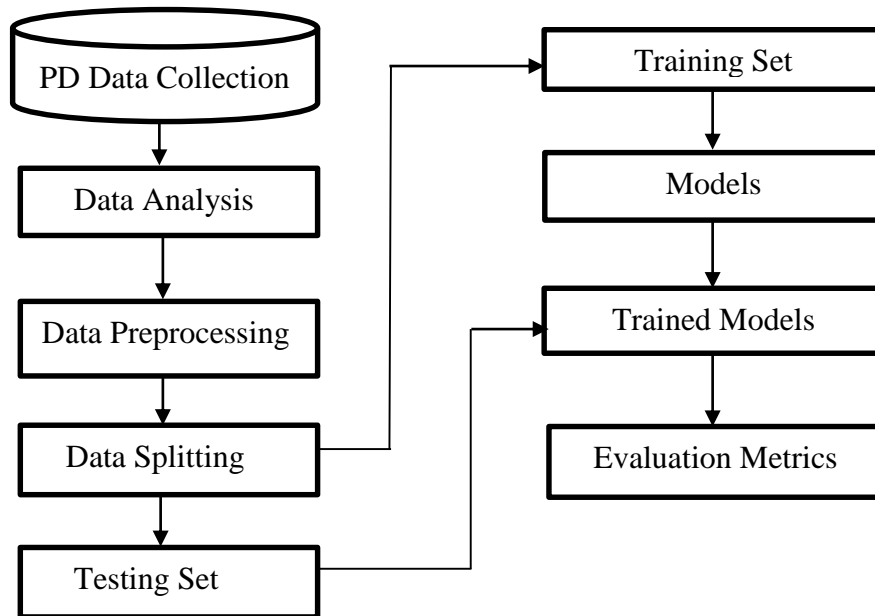 PD Data Collection
Data Analysis
Data Preprocessing
Data Splitting
Testing Set
Training Set
Models
Trained Models
Evaluation Metrics